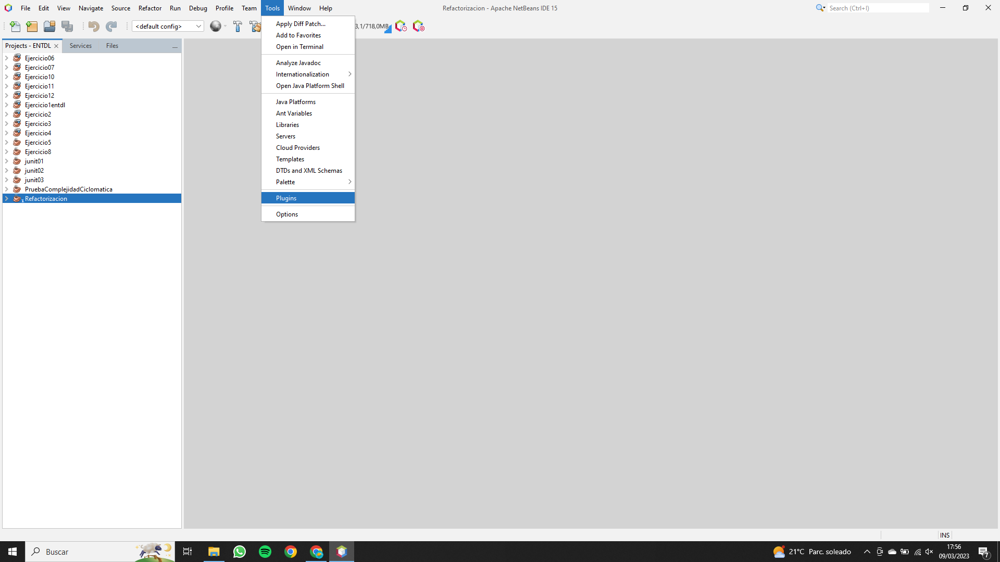 File Edit View Navigate Source Refactor Run Debug Profile Team Tools Window Help
Refactorizacion - Apache NetBeans IDE 15
Search (Ctrl+I)
<default config>
3,1/718,0MB
Projects - ENTDL
Services
Files
Ejercicio06
Ejercicio07
Ejercicio10
Ejercicio11
Ejercicio12
Ejercicio1entdl
Ejercicio2
Ejercicio3
Ejercicio4
Ejercicio5
Ejercicio8
junit01
junit02
junit03
PruebaComplejidadCiclomatica
Refactorizacion
Apply Diff Patch...
Add to Favorites
Open in Terminal
Analyze Javadoc
Internationalization
Open Java Platform Shell
Java Platforms
Ant Variables
Libraries
Servers
Cloud Providers
Templates
DTDs and XML Schemas
Palette
Plugins
Options
INS
Buscar
21°C Parc. soleado
17:56
09/03/2023
7